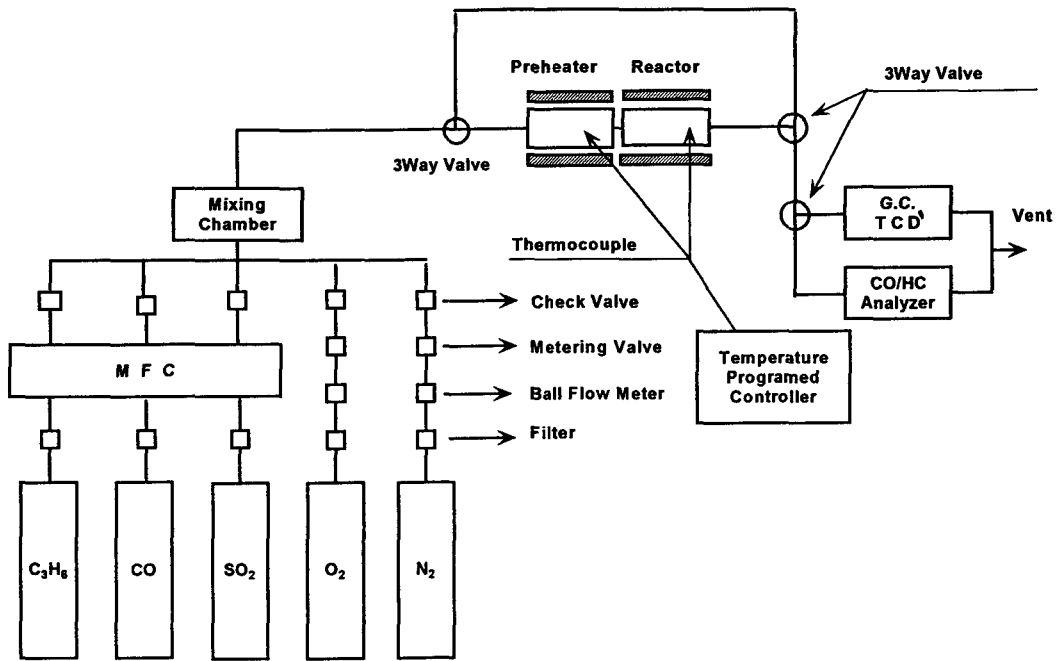 Preheater
Reactor
3Way Valve
3Way Valve
Mixing
Chamber
G.C.
T C D
Vent
Thermocouple
CO/HC
Analyzer
Check Valve
Metering Valve
Temperature
Programed
Controller
M F C
Ball Flow Meter
Filter
C₃H₆
CO
SO₂
O₂
N₂